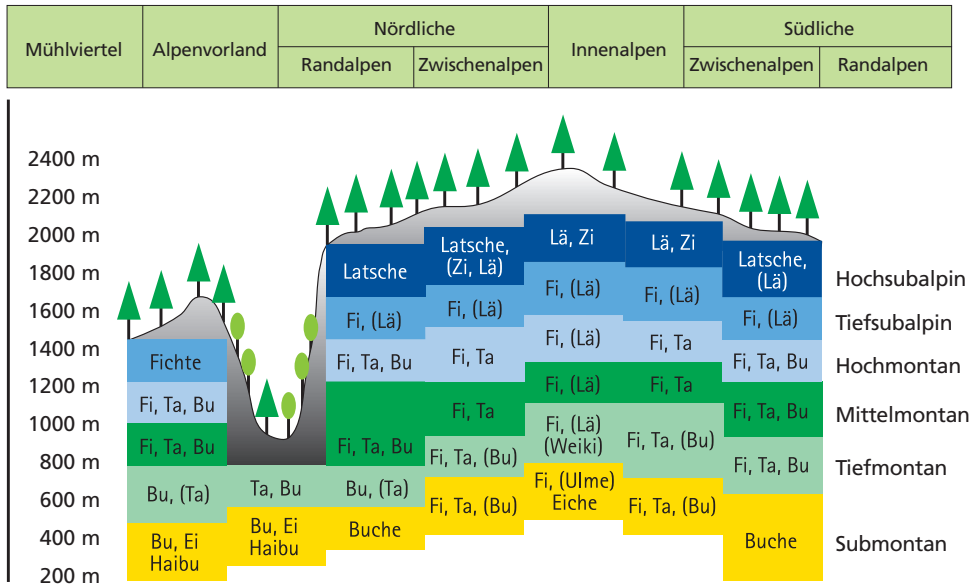 Mühlviertel
Alpenvorland
Nördliche
Randalpen
Zwischenalpen
Innenalpen
Südliche
Zwischenalpen
Randalpen
2400 m
2200 m
2000 m
1800 m
1600 m
1400 m
1200 m
1000 m
800 m
600 m
400 m
200 m
Fichte
Fi, Ta, Bu
Fi, Ta, Bu
Bu, (Ta)
Bu, Ei
Haibu
Ta, Bu
Bu, Ei
Haibu
Latsche
Fi, (Lä)
Fi, Ta, Bu
Fi, Ta, Bu
Bu, (Ta)
Buche
Latsche,
(Zi, Lä)
Fi, (Lä)
Fi, Ta
Fi, Ta
Fi, Ta, (Bu)
Fi, Ta, (Bu)
Lä, Zi
Fi, (Lä)
Fi, (Lä)
Fi, (Lä)
Fi, (Lä)
(Weiki)
Fi, (Ulme)
Eiche
Lä, Zi
Fi, (Lä)
Fi, Ta
Fi, Ta
Fi, Ta, (Bu)
Fi, Ta, (Bu)
Latsche,
(Lä)
Fi, (Lä)
Fi, Ta, Bu
Fi, Ta, Bu
Fi, Ta, Bu
Buche
Hochsubalpin
Tiefsubalpin
Hochmontan
Mittelmontan
Tiefmontan
Submontan